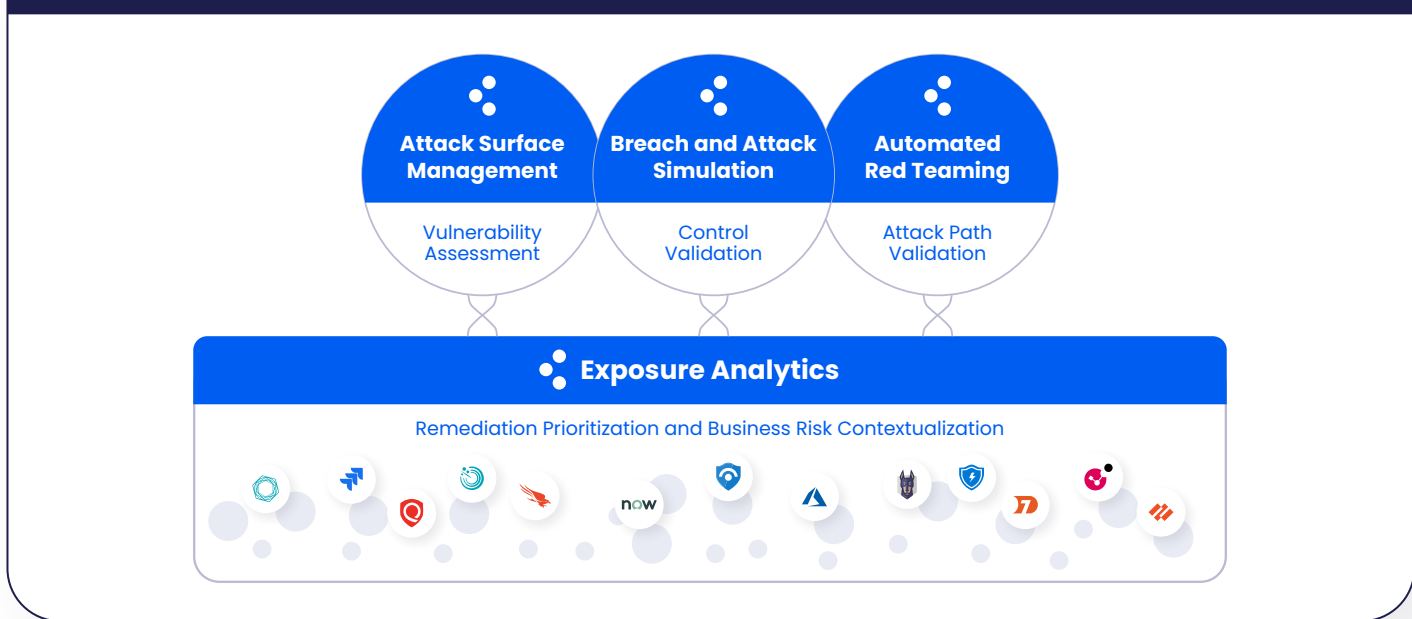 Attack Surface
Management
Breach and Attack
Simulation
Automated
Red Teaming
Vulnerability
Assessment
Control
Validation
Attack Path
Validation
Exposure Analytics
Remediation Prioritization and Business Risk Contextualization
now